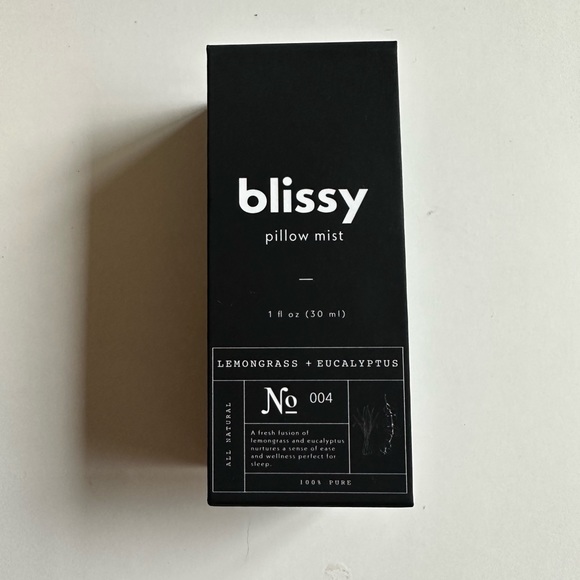 blissy
pillow mist
1 fl oz (30 ml)
LEMONGRASS + EUCALYPTUS
ALL NATURAL
No 004
A fresh fusion of
lemongrass and eucalyptus
nurtures a sense of ease
and wellness perfect for
sleep.
100% PURE